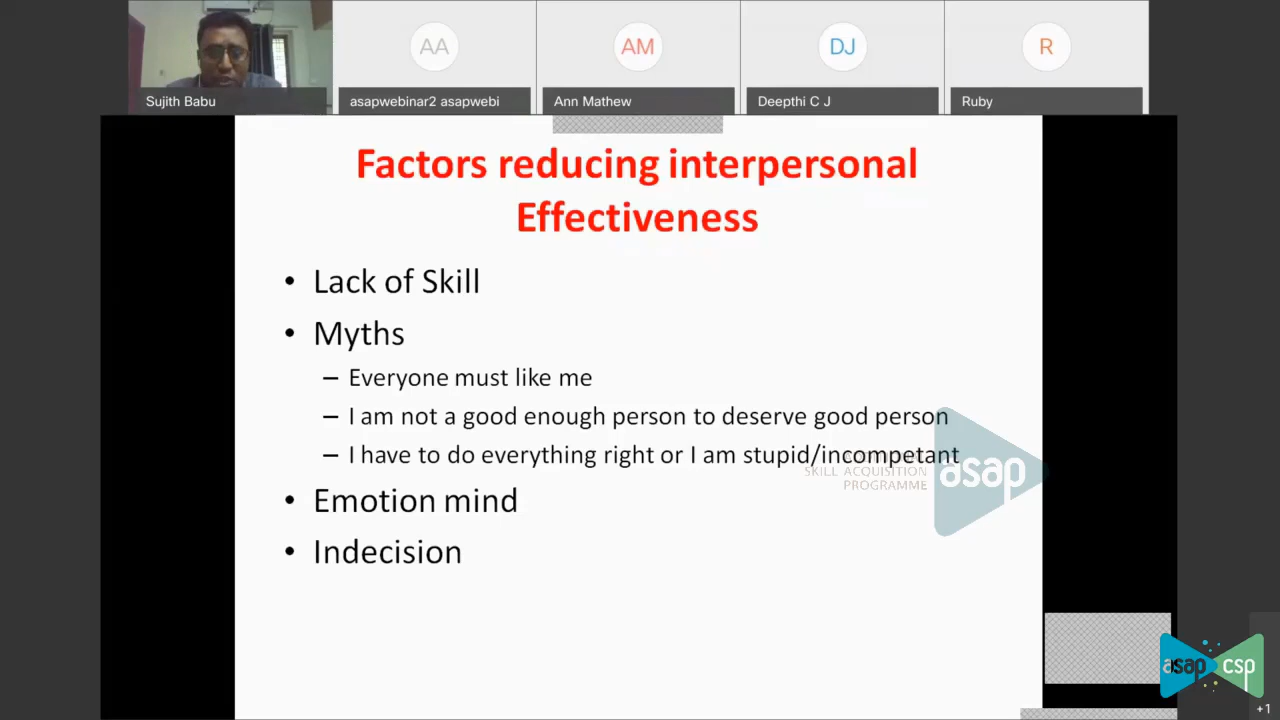 AA
AM
DJ
R
Sujith Babu
asapwebinar2 asapwebi
Ann Mathew
Deepthi C J
Ruby
Factors reducing interpersonal
Effectiveness
• Lack of Skill
• Myths
– Everyone must like me
– I am not a good enough person to deserve good person
– I have to do everything right or I am stupid/incompetant
SKILL ACQUISITION
PROGRAMME
asap
• Emotion mind
• Indecision
asap csp
+1